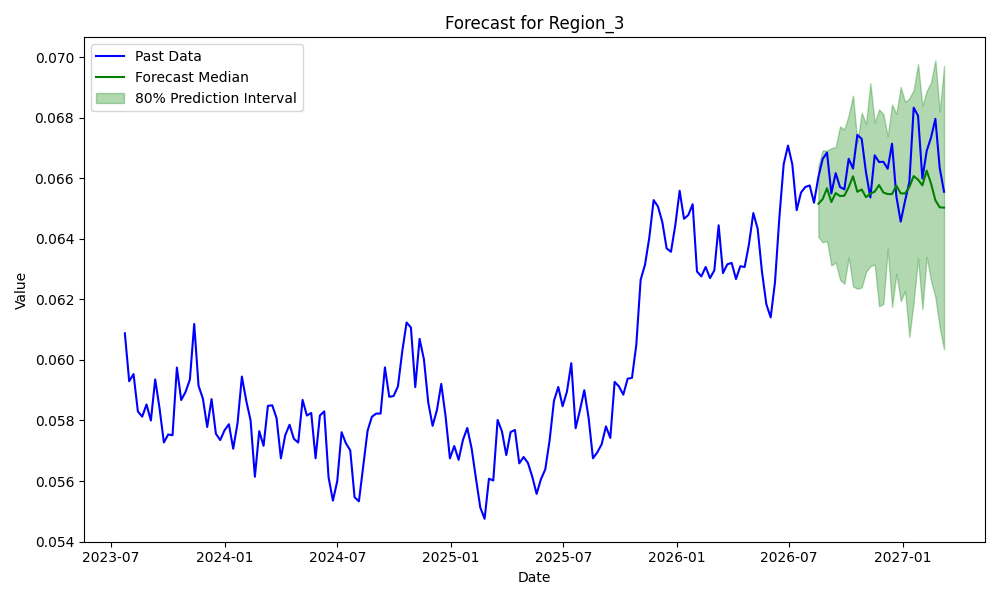 Forecast for Region_3
Past Data
Forecast Median
80% Prediction Interval
0.070
0.068
0.066
0.064
0.062
0.060
0.058
0.056
0.054
Value
2023-07 2024-01 2024-07 2025-01 2025-07 2026-01 2026-07 2027-01
Date